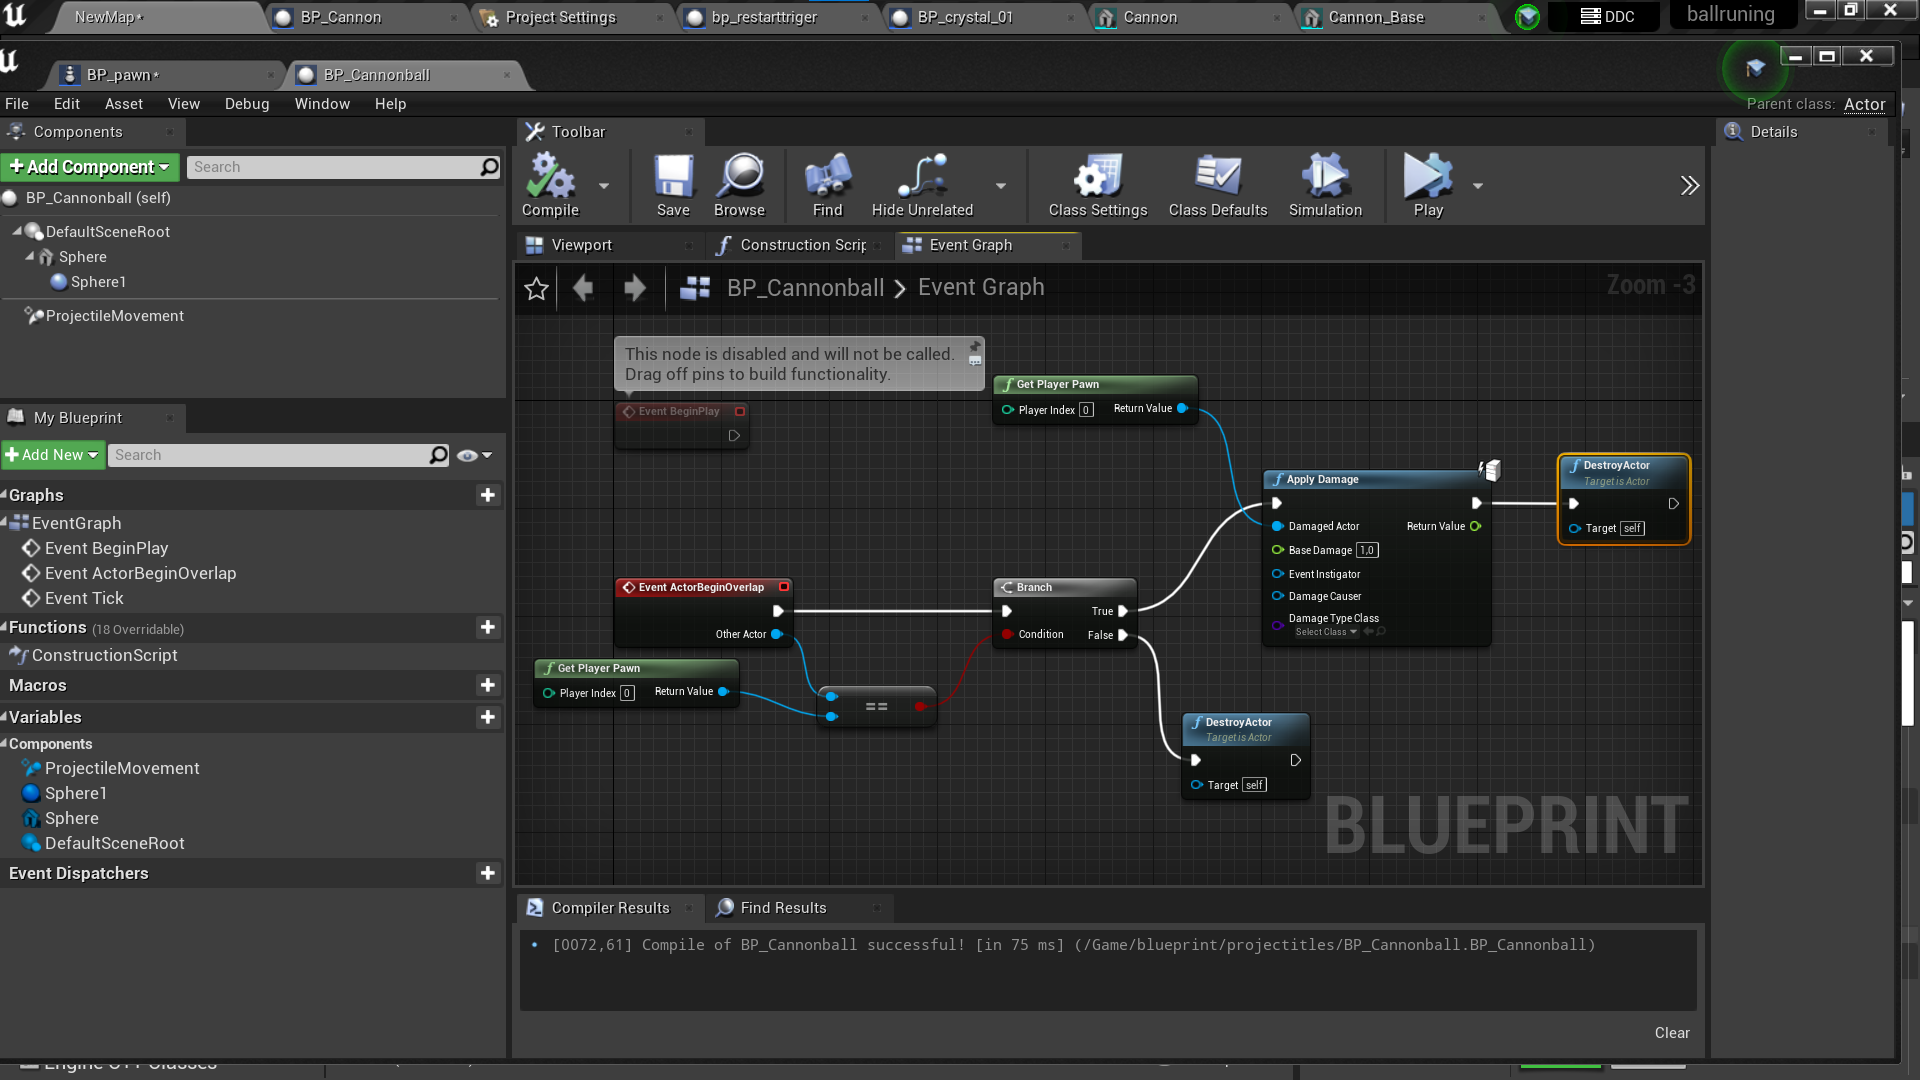 NewMap*
BP_Cannon
Project Settings
bp_restarttriger
BP_crystal_01
Cannon
Cannon_Base
DDC
ballruning
BP_pawn*
BP_Cannonball
File Edit Asset View Debug Window Help
Parent class: Actor
Components
Toolbar
Details
+ Add Component
Search
BP_Cannonball (self)
DefaultSceneRoot
Sphere
Sphere1
ProjectileMovement
Compile
Save
Browse
Find
Hide Unrelated
Class Settings
Class Defaults
Simulation
Play
Viewport
Construction Scrip
Event Graph
BP_Cannonball > Event Graph
Zoom -3
This node is disabled and will not be called.
Drag off pins to build functionality.
Event BeginPlay
Get Player Pawn
Player Index 0
Return Value
Apply Damage
Damaged Actor
Return Value
Base Damage 1,0
Event Instigator
Damage Causer
Damage Type Class
Select Class
DestroyActor
Target is Actor
Target self
Event ActorBeginOverlap
Other Actor
Branch
True
Condition
False
Get Player Pawn
Player Index 0
Return Value
==
DestroyActor
Target is Actor
Target self
BLUEPRINT
My Blueprint
+ Add New
Search
Graphs
EventGraph
Event BeginPlay
Event ActorBeginOverlap
Event Tick
Functions (18 Overridable)
ConstructionScript
Macros
Variables
Components
ProjectileMovement
Sphere1
Sphere
DefaultSceneRoot
Event Dispatchers
Compiler Results
Find Results
[0072,61] Compile of BP_Cannonball successful! [in 75 ms] (/Game/blueprint/projectitles/BP_Cannonball.BP_Cannonball)
Clear
Engine C++ Classes